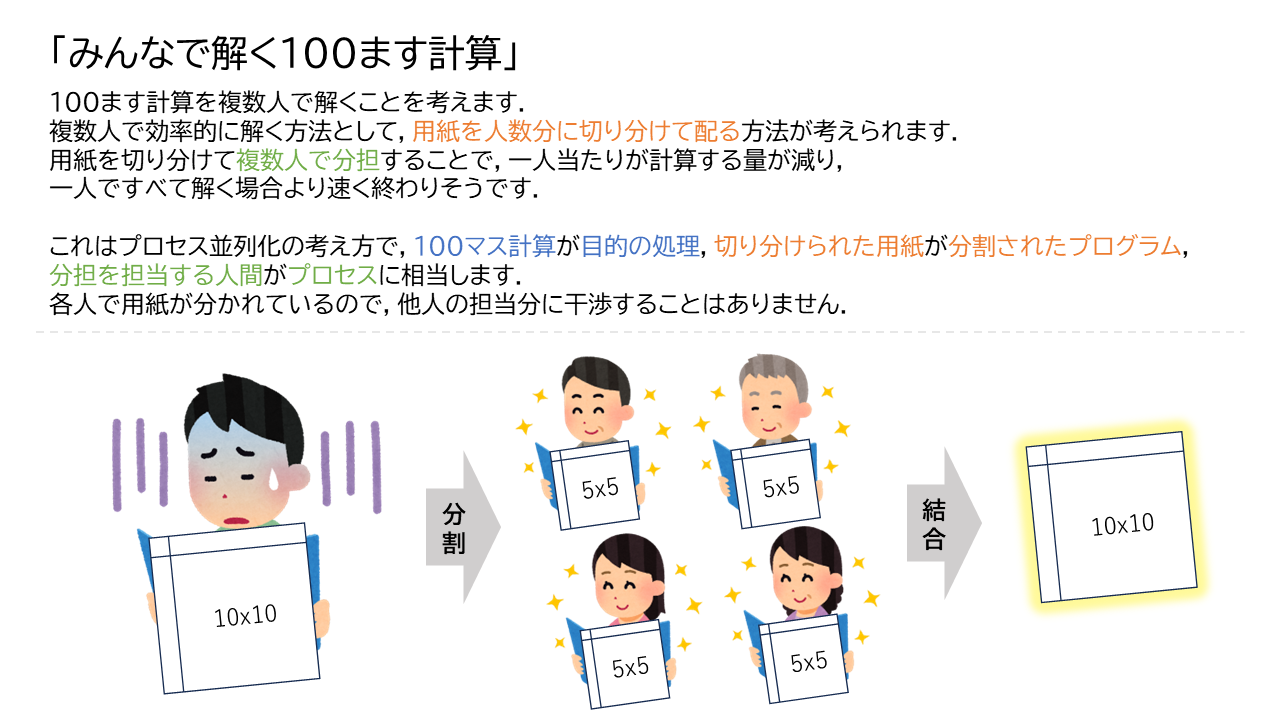 「みんなで解く100ます計算」
100ます計算を複数人で解くことを考えます．
複数人で効率的に解く方法として，用紙を人数分に切り分けて配る方法が考えられます．
用紙を切り分けて複数人で分担することで，一人当たりが計算する量が減り，
一人ですべて解く場合より速く終わりそうです．
これはプロセス並列化の考え方で，100マス計算が目的の処理，切り分けられた用紙が分割されたプログラム，
分担を担当する人間がプロセスに相当します．
各人で用紙が分かれているので，他人の担当分に干渉することはありません．
10x10
分割
5x5
5x5
5x5
5x5
結合
10x10